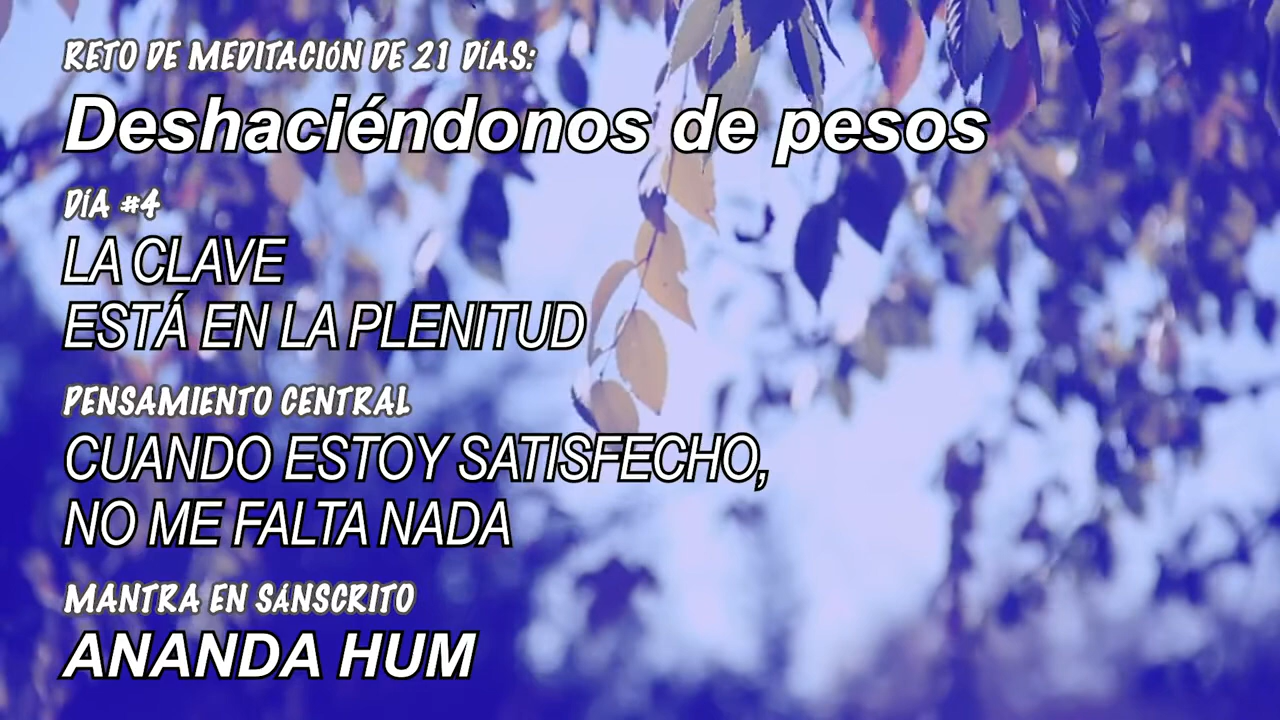 RETO DE MEDITACIÓN DE 21 DÍAS:
Deshaciéndonos de pesos
DÍA #4
LA CLAVE
ESTÁ EN LA PLENITUD
PENSAMIENTO CENTRAL
CUANDO ESTOY SATISFECHO,
NO ME FALTA NADA
MANTRA EN SÁNSCRITO
ANANDA HUM